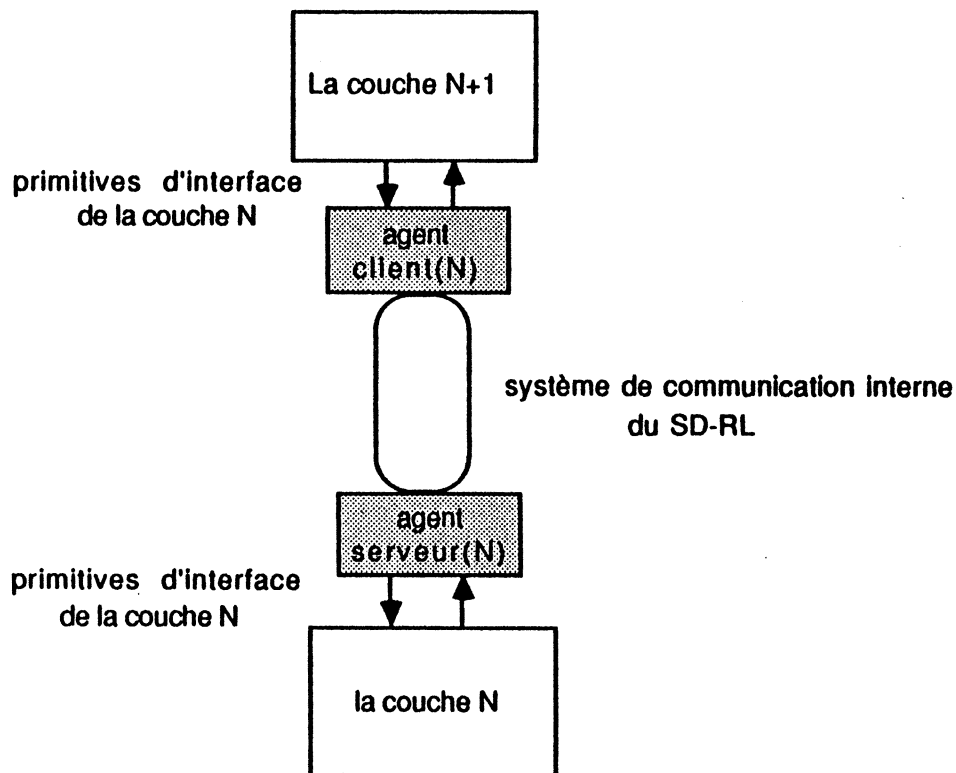 La couche N+1
primitives d'interface
de la couche N
agent
client(N)
système de communication interne
du SD-RL
agent
serveur(N)
primitives d'interface
de la couche N
la couche N